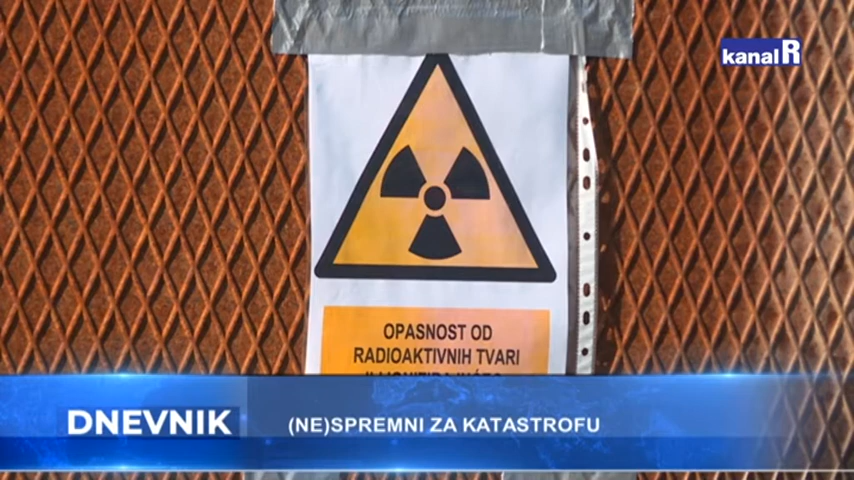 kanal R
OPASNOST OD
RADIOAKTIVNIH TVARI
DNEVNIK
(NE)SPREMNI ZA KATASTROFU